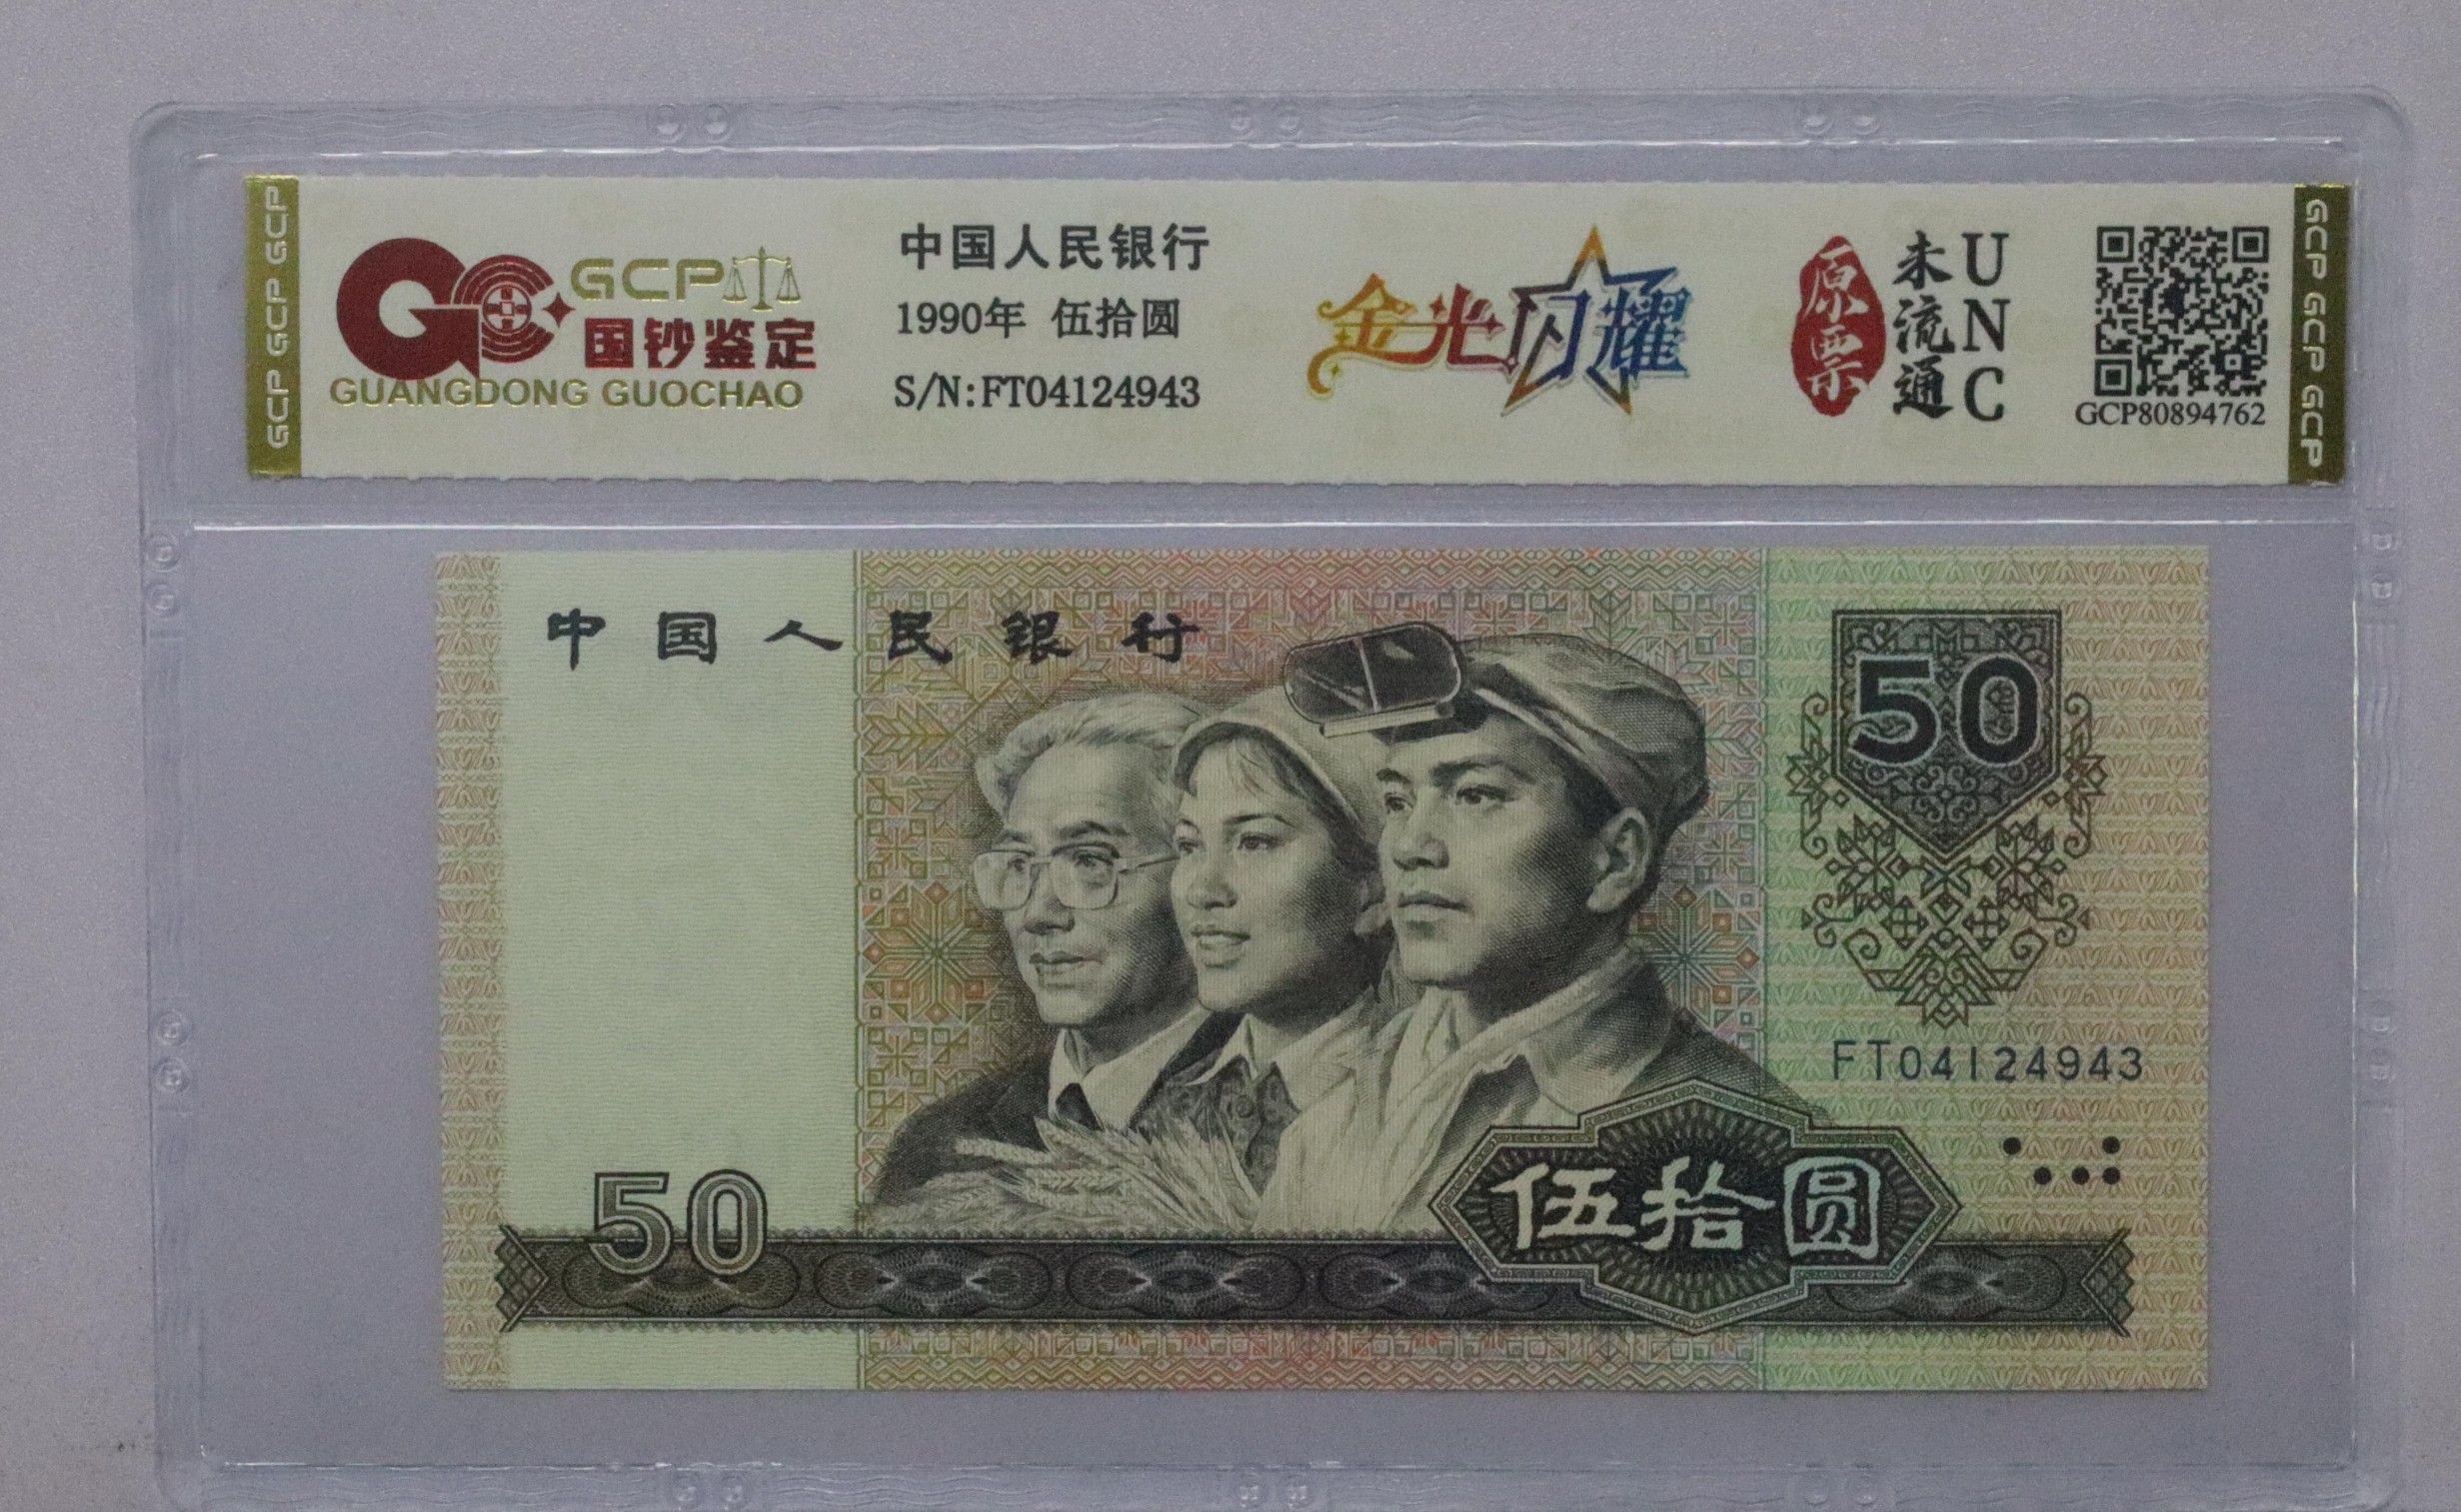 GCP GCP GCP
GCP
国钞鉴定
GUANGDONG GUOCHAO
中国人民银行
1990年 伍拾圆
S/N:FT04124943
金光闪耀
原票
未流通
UNC
GCP80894762
GCP GCP GCP
中国人民银行
50
FT04124943
50
伍拾圆